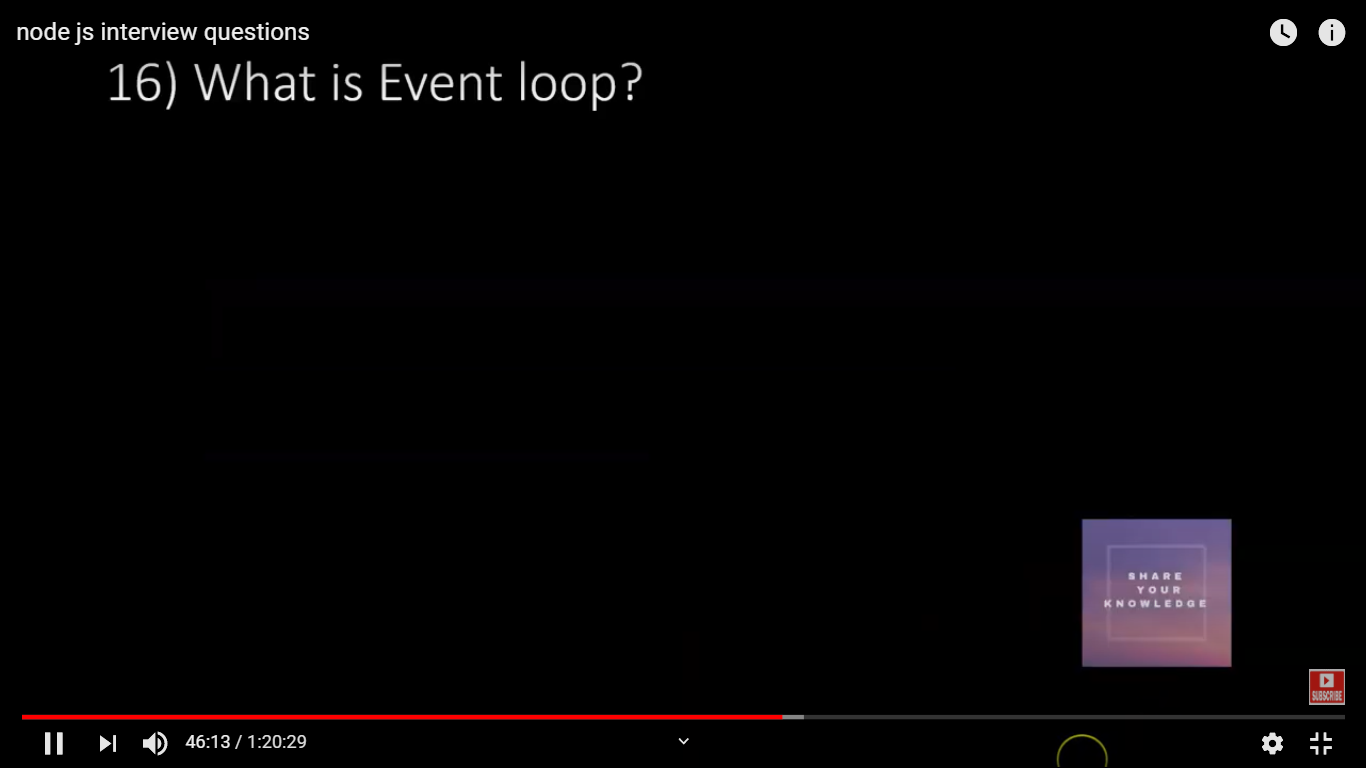 node js interview questions
16) What is Event loop?
SHARE
YOUR
KNOWLEDGE
SUBSCRIBE
46:13 / 1:20:29